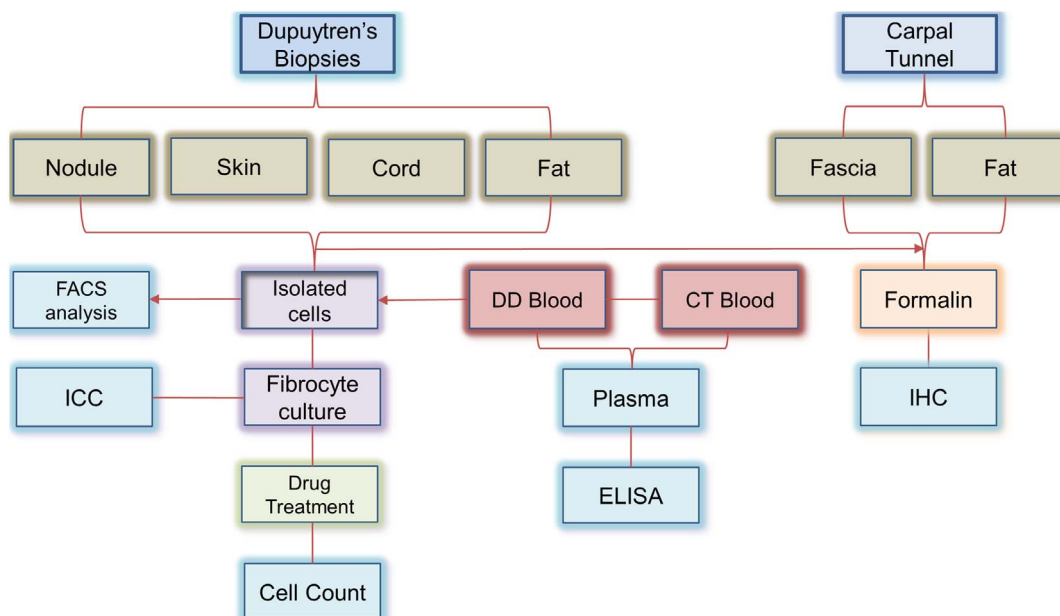 Dupuytren's
Biopsies
Carpal
Tunnel
Nodule
Skin
Cord
Fat
Fascia
Fat
FACS
analysis
Isolated
cells
DD Blood
CT Blood
Formalin
ICC
Fibrocyte
culture
Plasma
IHC
Drug
Treatment
ELISA
Cell Count